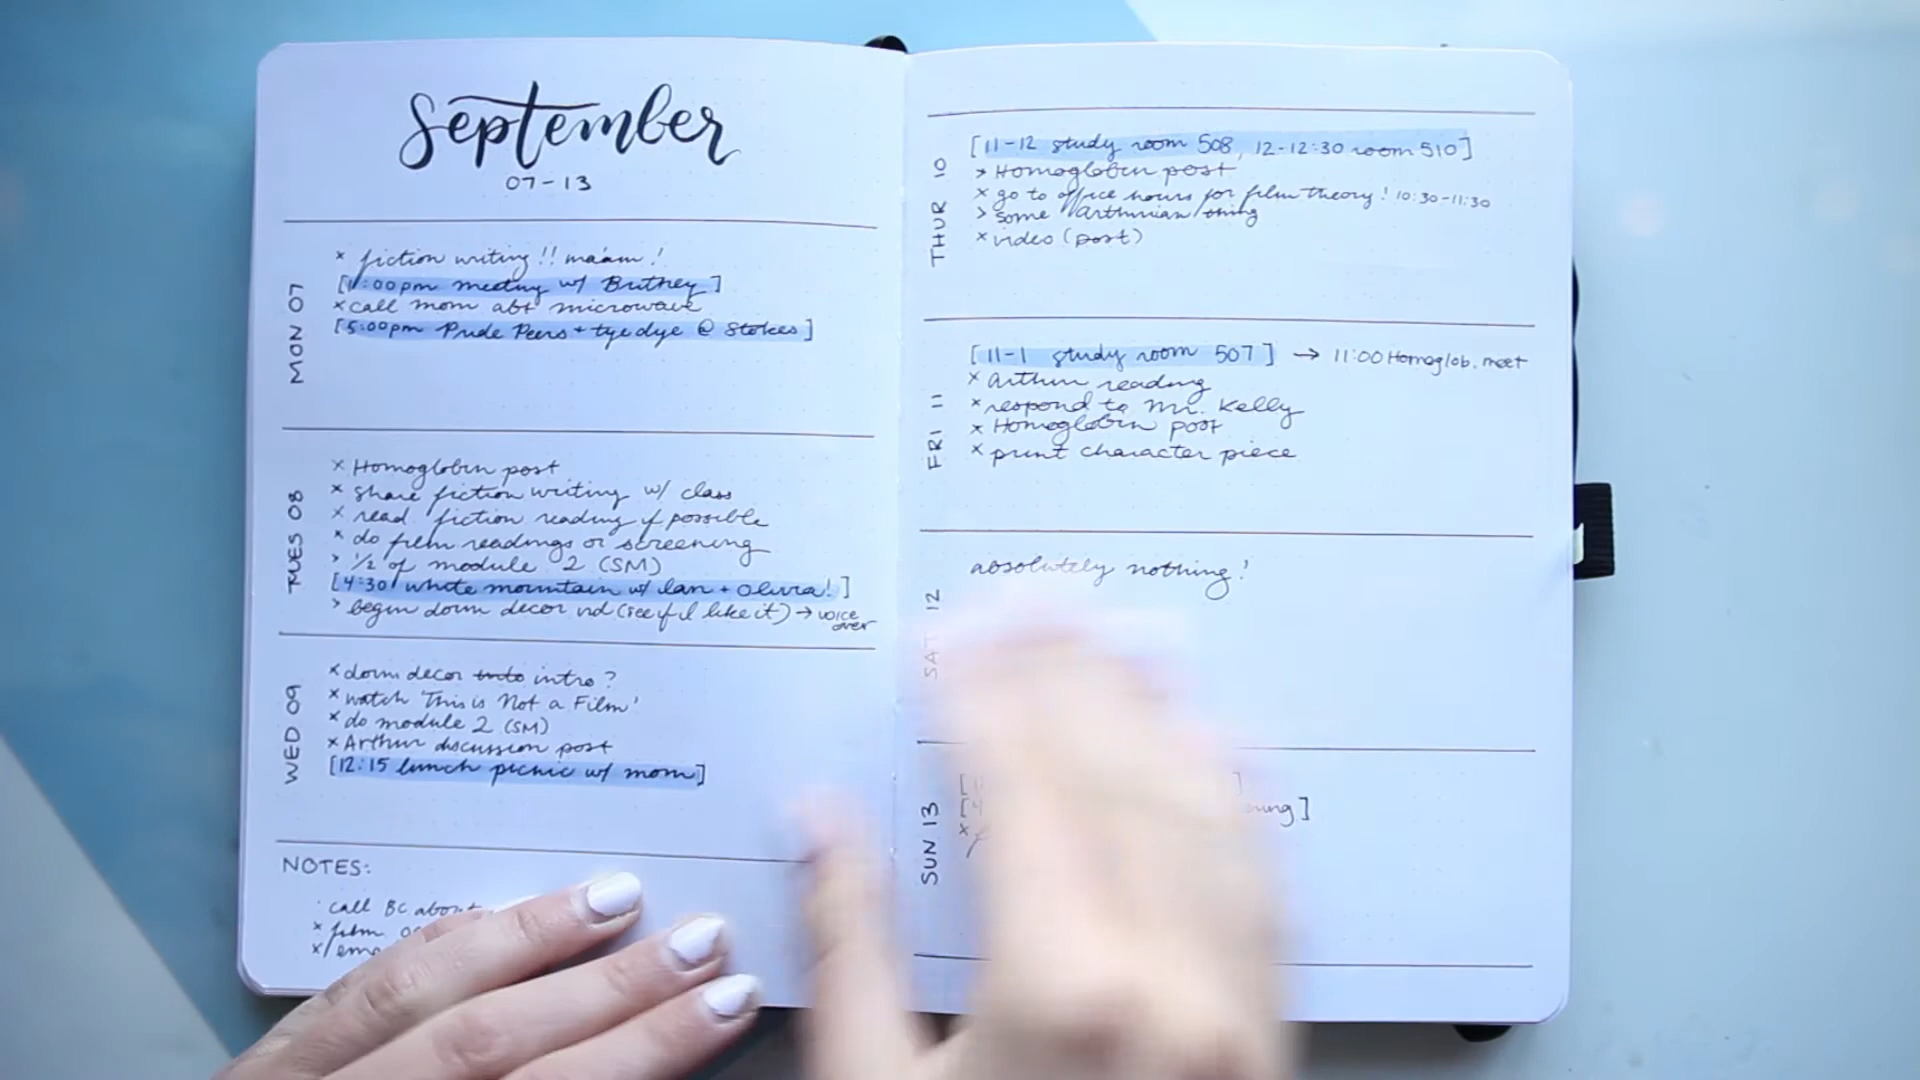 September
07-13
MON 07
× fiction writing!! ma'am!
[1:00pm meeting w/ Britney]
× call mom abt microwave
[5:00pm Pride Peers + tye dye @ Stokes]
TUES 08
× Homoglobin post
× share fiction writing w/ class
× read fiction reading if possible
× do film readings or screening
> 1/2 of module 2 (SM)
[4:30 white mountain w/ Ian + Olivia!]
> begin dorm decor vid (see if I like it) → voice over
WED 09
× dorm decor into intro?
× watch 'This is Not a Film'
× do module 2 (SM)
× Arthur discussion post
[12:15 lunch picnic w/ mom]
NOTES:
· call BC about
× film
×
THUR 10
[11-12 study room 508, 12-12:30 room 510]
> Homoglobin post
× go to office hours for film theory! 10:30-11:30
> some Arthurian thing
× video (post)
FRI 11
[11-1 study room 507] → 11:00 Homoglob. meet
× Arthur reading
× respond to Mr. Kelly
× Homoglobin post
× print character piece
SAT 12
absolutely nothing!
SUN 13